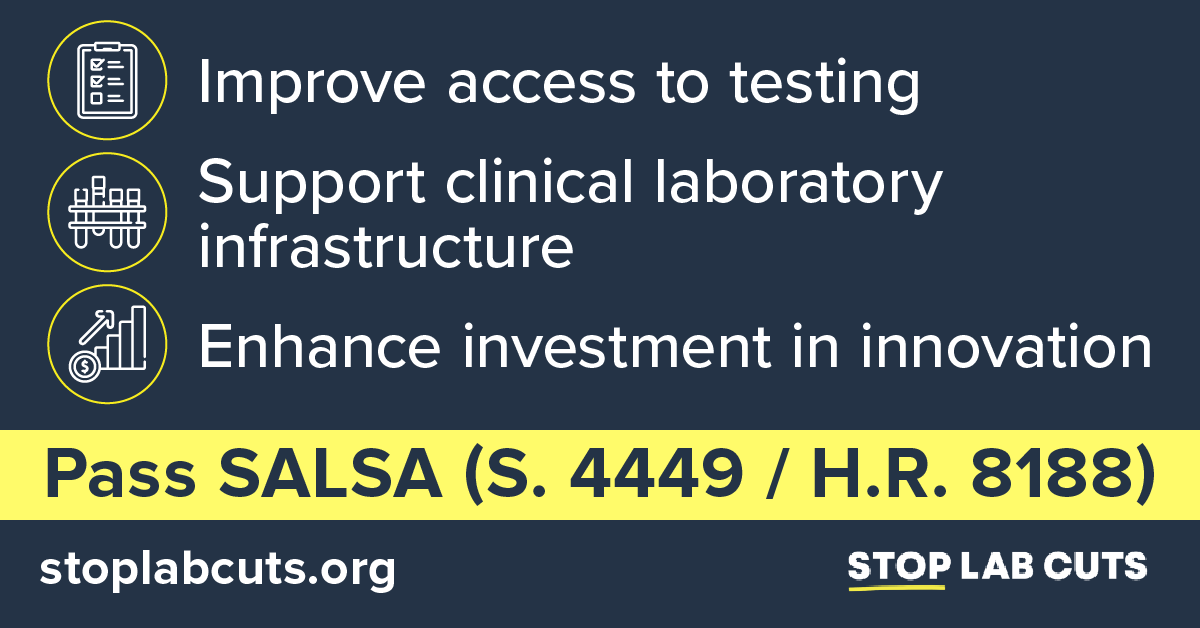 Improve access to testing
Support clinical laboratory
infrastructure
Enhance investment in innovation
Pass SALSA (S. 4449 / H.R. 8188)
stoplabcuts.org
STOP LAB CUTS
$